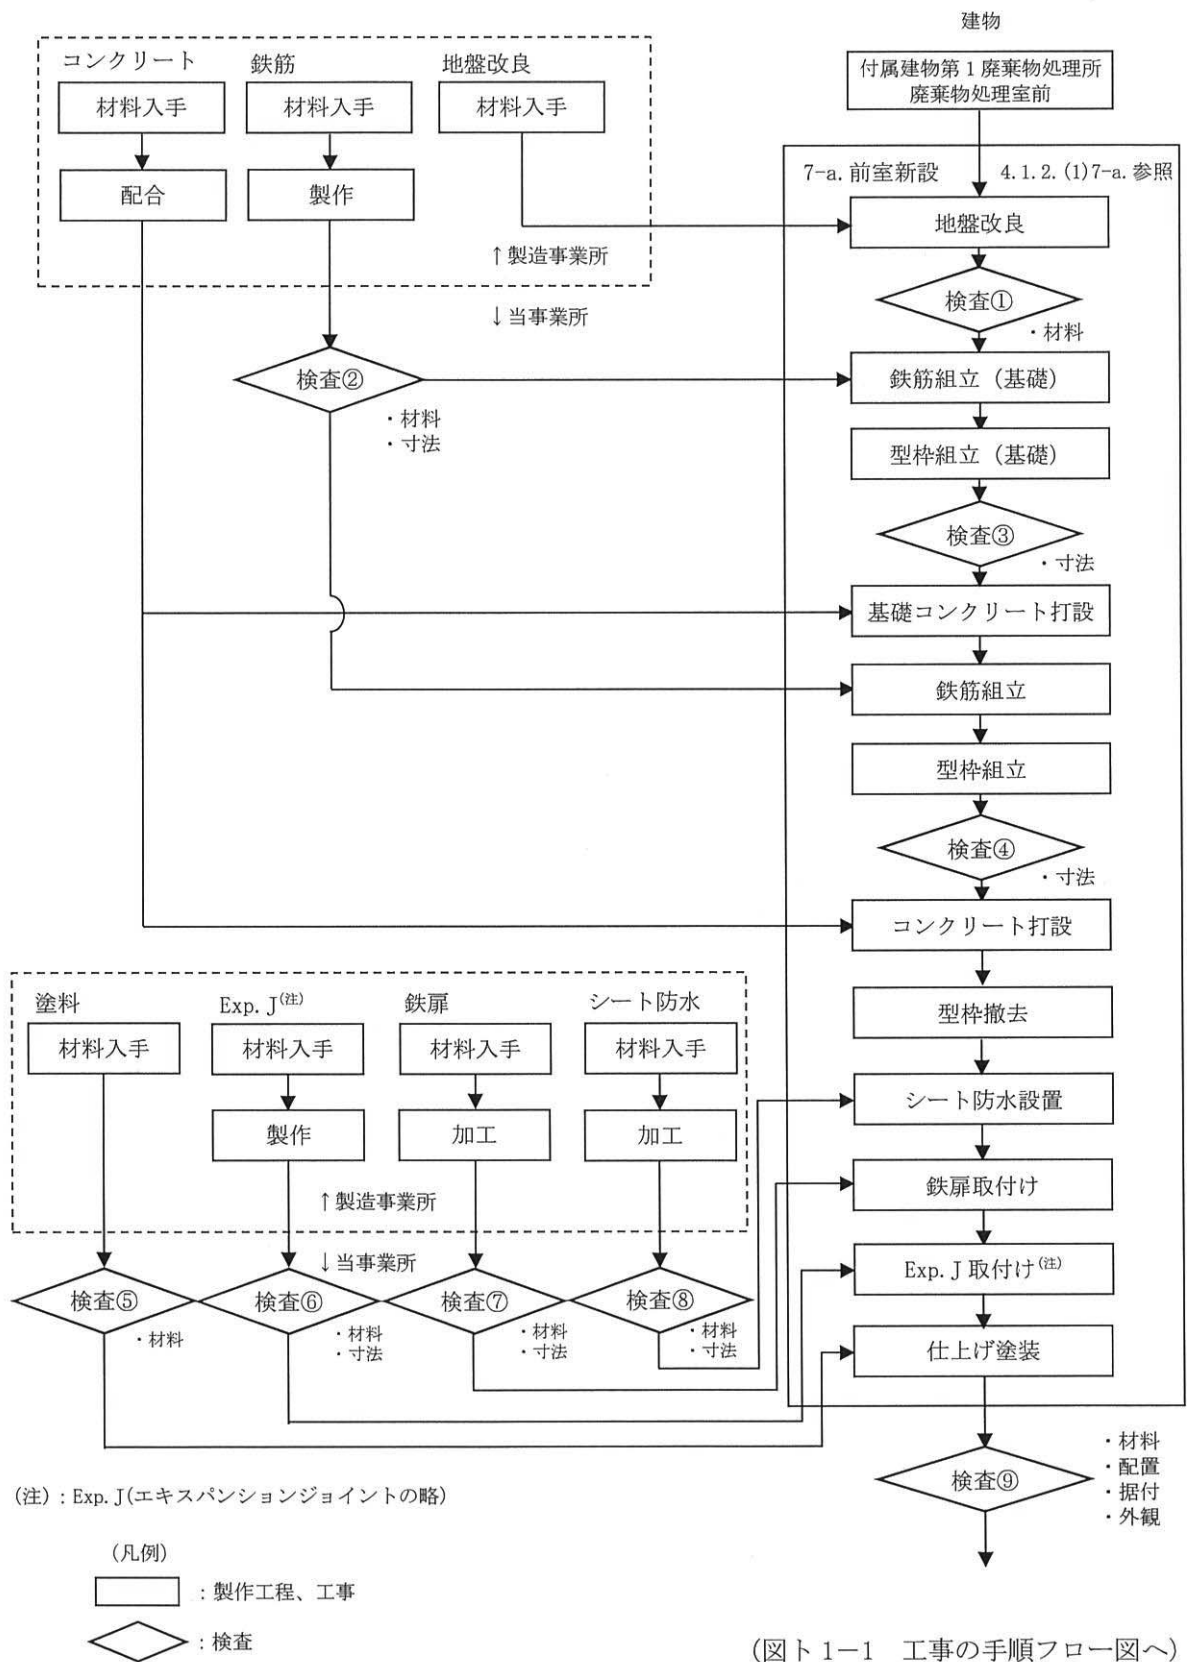 建物
付属建物第1廃棄物処理所
廃棄物処理室前
コンクリート
鉄筋
地盤改良
材料入手
材料入手
材料入手
配合
製作
↑製造事業所
↓当事業所
検査②
・材料
・寸法
7-a.前室新設 4.1.2.(1)7-a.参照
地盤改良
検査①
・材料
鉄筋組立（基礎）
型枠組立（基礎）
検査③
・寸法
基礎コンクリート打設
鉄筋組立
型枠組立
検査④
・寸法
コンクリート打設
型枠撤去
シート防水設置
鉄扉取付け
Exp.J取付け(注)
仕上げ塗装
検査⑨
・材料
・配置
・据付
・外観
塗料
Exp.J(注)
鉄扉
シート防水
材料入手
材料入手
材料入手
材料入手
製作
加工
加工
↑製造事業所
↓当事業所
検査⑤
・材料
検査⑥
・材料
・寸法
検査⑦
・材料
・寸法
検査⑧
・材料
・寸法
(注)：Exp.J(エキスパンションジョイントの略)
(凡例)
：製作工程、工事
：検査
(図ト1－1 工事の手順フロー図へ)